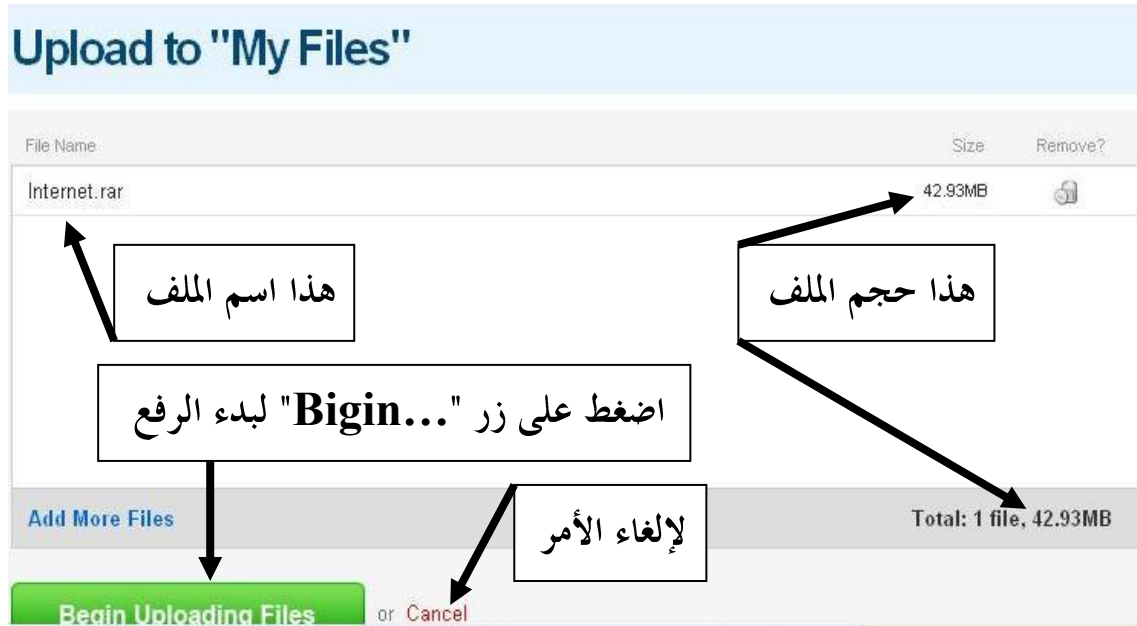 Upload to "My Files"
File Name Size Remove?
Internet.rar 42.93MB
هذا اسم الملف
هذا حجم الملف
اضغط على زر "Bigin..." لبدء الرفع
Add More Files Total: 1 file, 42.93MB
لإلغاء الأمر
Begin Uploading Files or Cancel